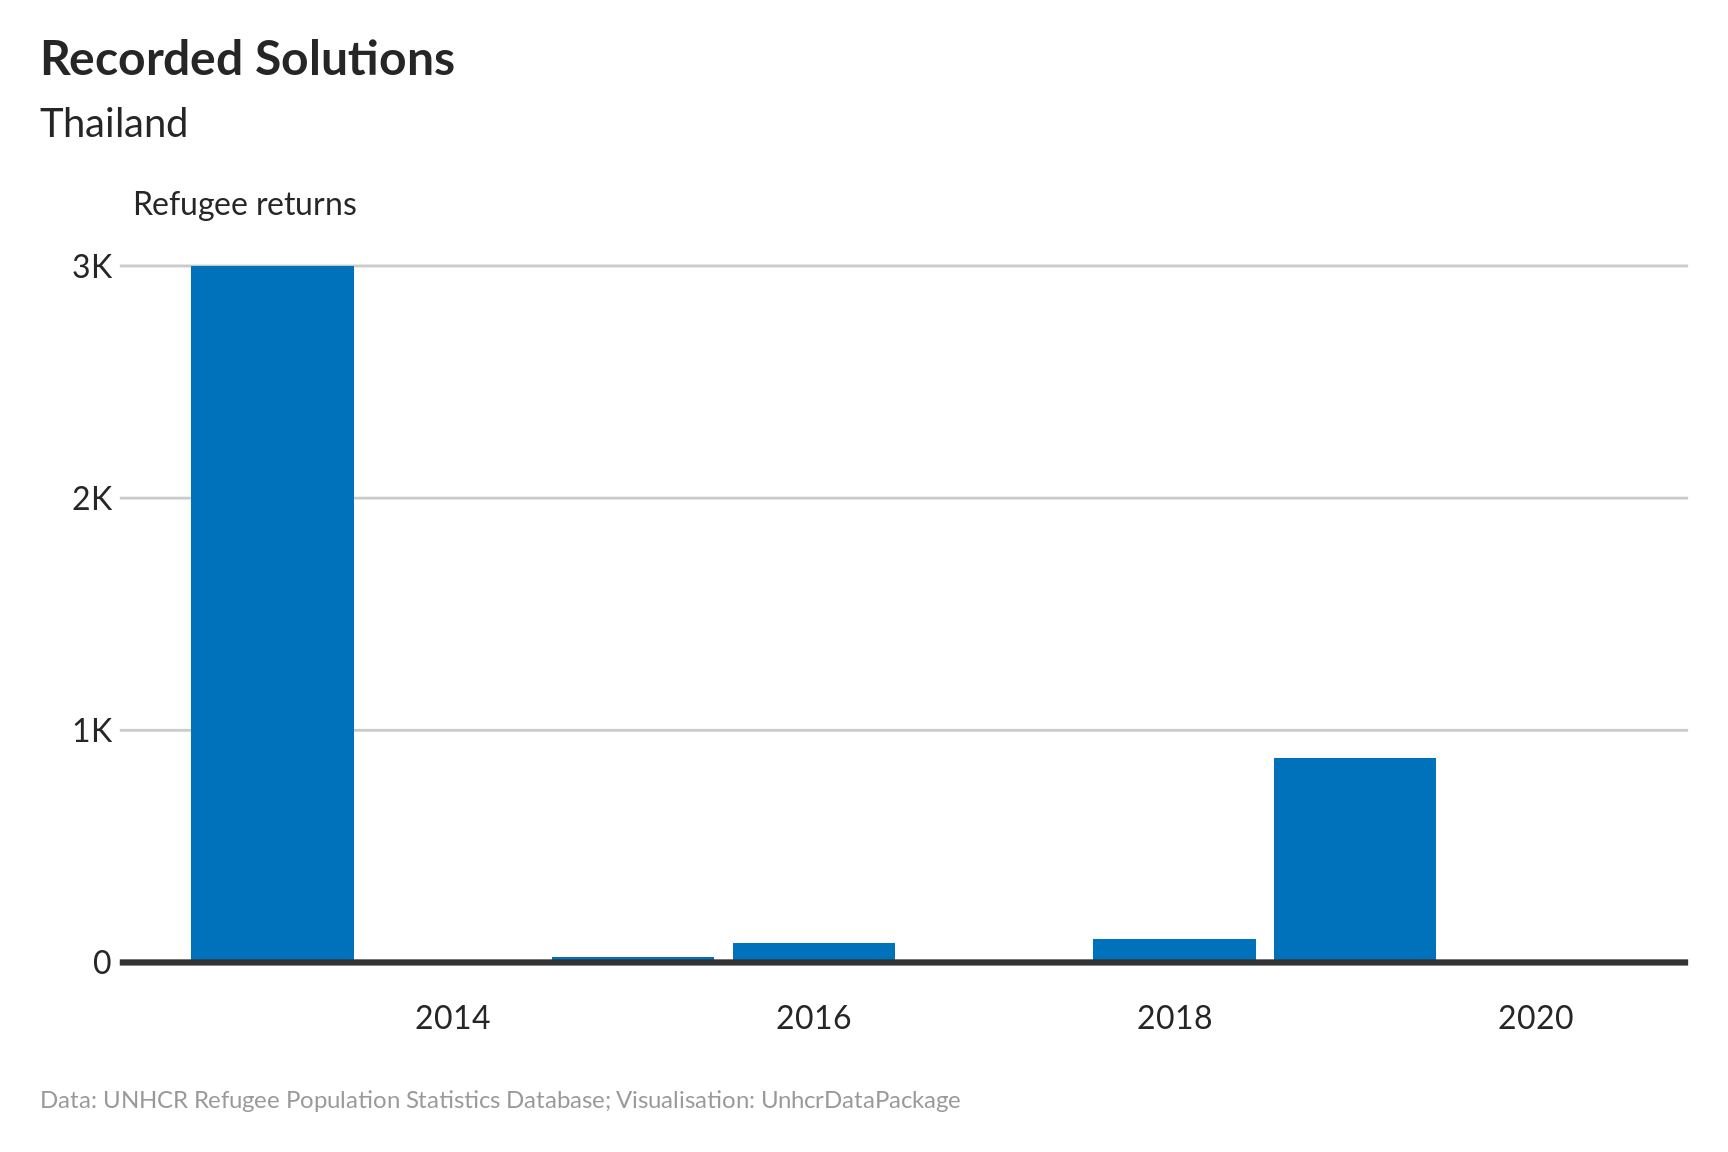 Recorded Solutions
Thailand
Refugee returns
3K
2K
1K
0
2014 2016 2018 2020
Data: UNHCR Refugee Population Statistics Database; Visualisation: UnhcrDataPackage